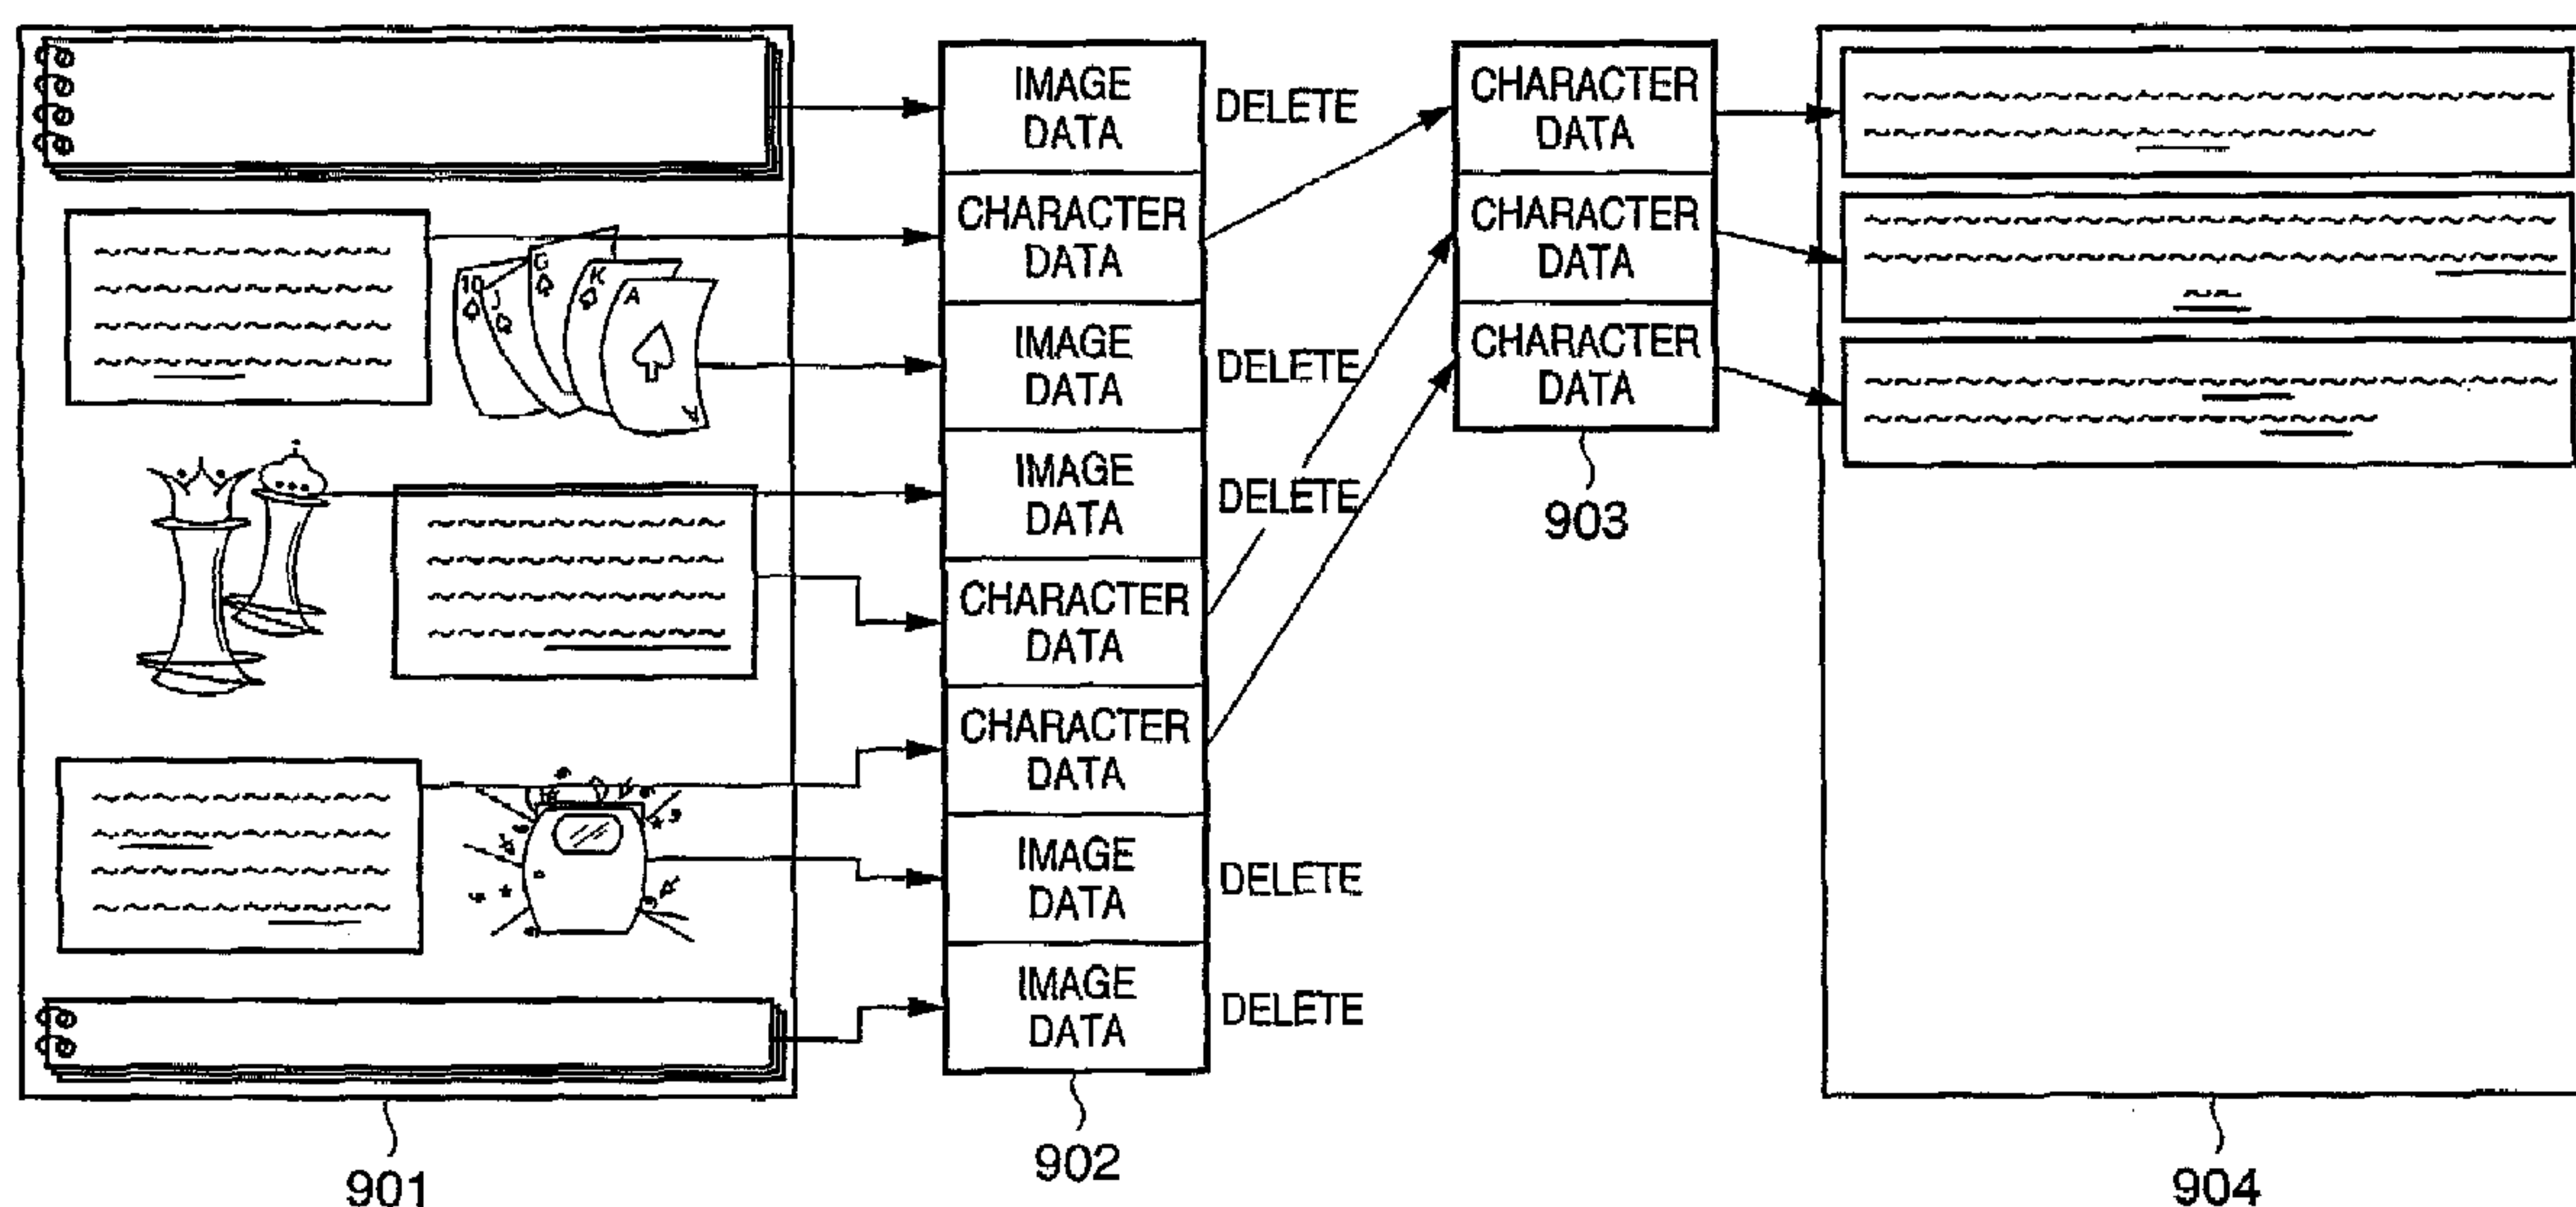 IMAGE
DATA
DELETE
CHARACTER
DATA
IMAGE
DATA
DELETE
IMAGE
DATA
DELETE
CHARACTER
DATA
CHARACTER
DATA
IMAGE
DATA
DELETE
IMAGE
DATA
DELETE
CHARACTER
DATA
CHARACTER
DATA
CHARACTER
DATA
10
J
K
A
A
901
902
903
904